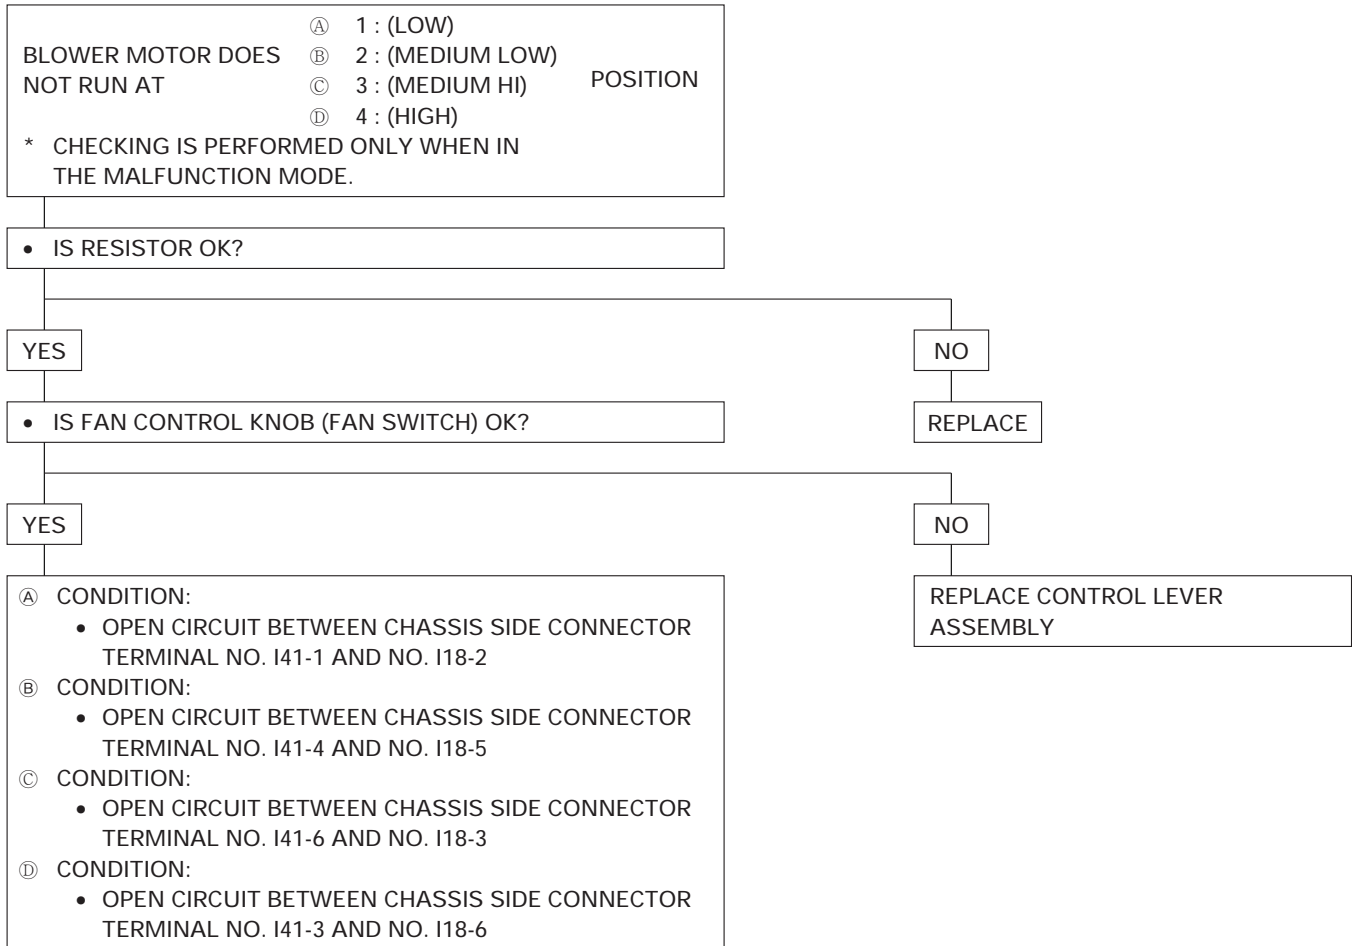 BLOWER MOTOR DOES
NOT RUN AT
Ⓐ 1 : (LOW)
Ⓑ 2 : (MEDIUM LOW)
Ⓒ 3 : (MEDIUM HI)
Ⓓ 4 : (HIGH)
POSITION
* CHECKING IS PERFORMED ONLY WHEN IN
THE MALFUNCTION MODE.
• IS RESISTOR OK?
YES
NO
• IS FAN CONTROL KNOB (FAN SWITCH) OK?
REPLACE
YES
NO
Ⓐ CONDITION:
• OPEN CIRCUIT BETWEEN CHASSIS SIDE CONNECTOR
TERMINAL NO. I41-1 AND NO. I18-2
Ⓑ CONDITION:
• OPEN CIRCUIT BETWEEN CHASSIS SIDE CONNECTOR
TERMINAL NO. I41-4 AND NO. I18-5
Ⓒ CONDITION:
• OPEN CIRCUIT BETWEEN CHASSIS SIDE CONNECTOR
TERMINAL NO. I41-6 AND NO. I18-3
Ⓓ CONDITION:
• OPEN CIRCUIT BETWEEN CHASSIS SIDE CONNECTOR
TERMINAL NO. I41-3 AND NO. I18-6
REPLACE CONTROL LEVER
ASSEMBLY